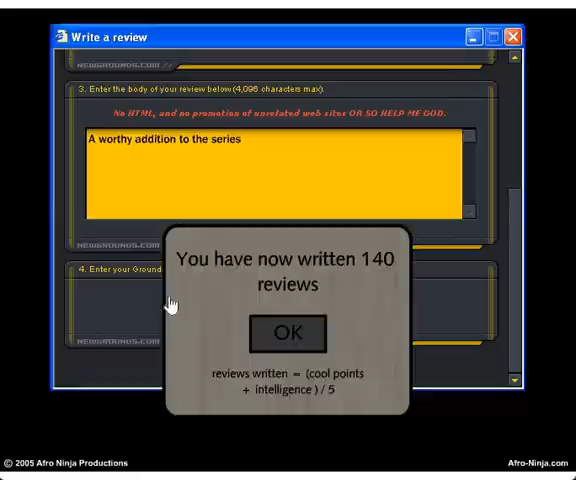 Write a review
NEWGROUNDS.COM //
3. Enter the body of your review below (4,096 characters max).
No HTML, and no promotion of unrelated web sites OR SO HELP ME GOD.
A worthy addition to the series
NEWGROUNDS.COM
You have now written 140
reviews
4. Enter your Ground
OK
NEWGROUNDS.COM
reviews written = (cool points
+ intelligence ) / 5
© 2005 Afro Ninja Productions
Afro-Ninja.com